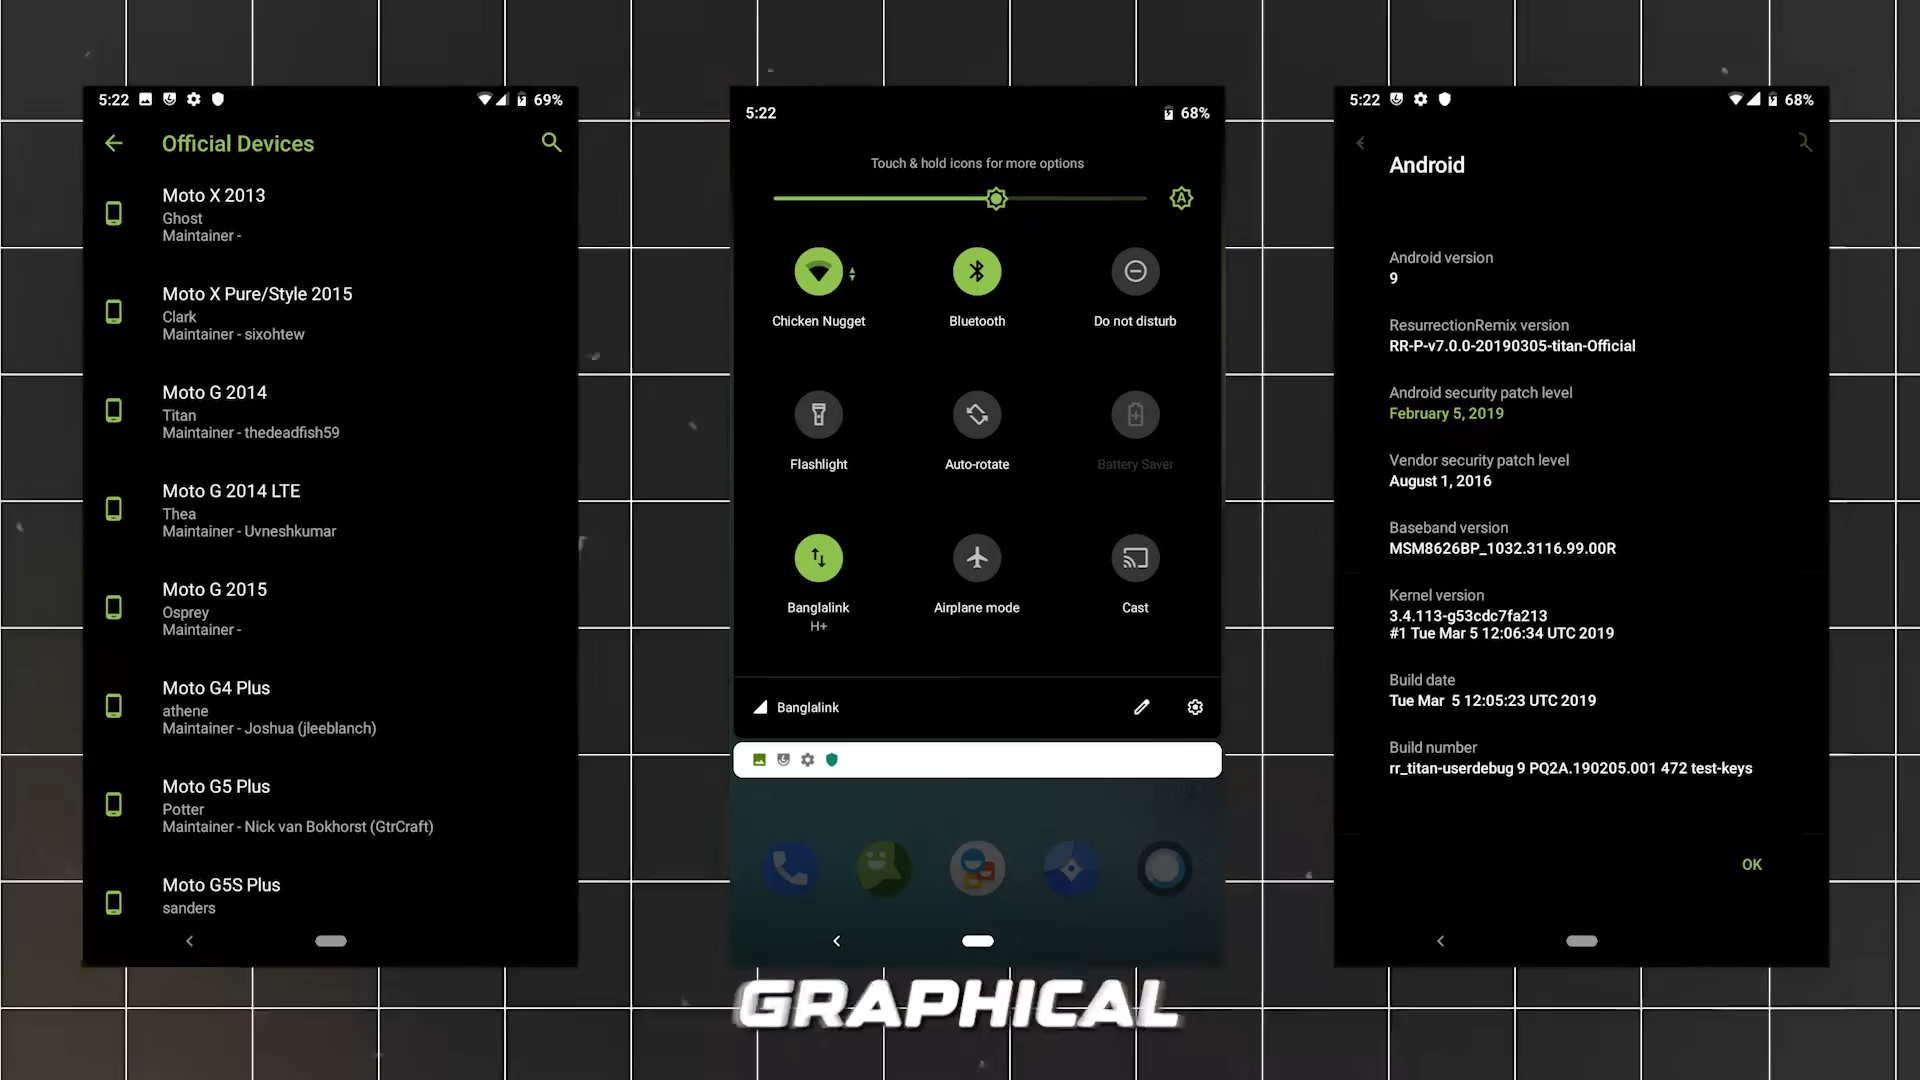 5:22
69%
Official Devices
Moto X 2013
Ghost
Maintainer -
Moto X Pure/Style 2015
Clark
Maintainer - sixohtew
Moto G 2014
Titan
Maintainer - thedeadfish59
Moto G 2014 LTE
Thea
Maintainer - Uvneshkumar
Moto G 2015
Osprey
Maintainer -
Moto G4 Plus
athene
Maintainer - Joshua (jleeblanch)
Moto G5 Plus
Potter
Maintainer - Nick van Bokhorst (GtrCraft)
Moto G5S Plus
sanders
5:22
68%
Touch & hold icons for more options
A
Chicken Nugget
Bluetooth
Do not disturb
Flashlight
Auto-rotate
Battery Saver
Banglalink
H+
Airplane mode
Cast
Banglalink
5:22
68%
Android
Android version
9
ResurrectionRemix version
RR-P-v7.0.0-20190305-titan-Official
Android security patch level
February 5, 2019
Vendor security patch level
August 1, 2016
Baseband version
MSM8626BP_1032.3116.99.00R
Kernel version
3.4.113-g53cdc7fa213
#1 Tue Mar 5 12:06:34 UTC 2019
Build date
Tue Mar  5 12:05:23 UTC 2019
Build number
rr_titan-userdebug 9 PQ2A.190205.001 472 test-keys
OK
GRAPHICAL